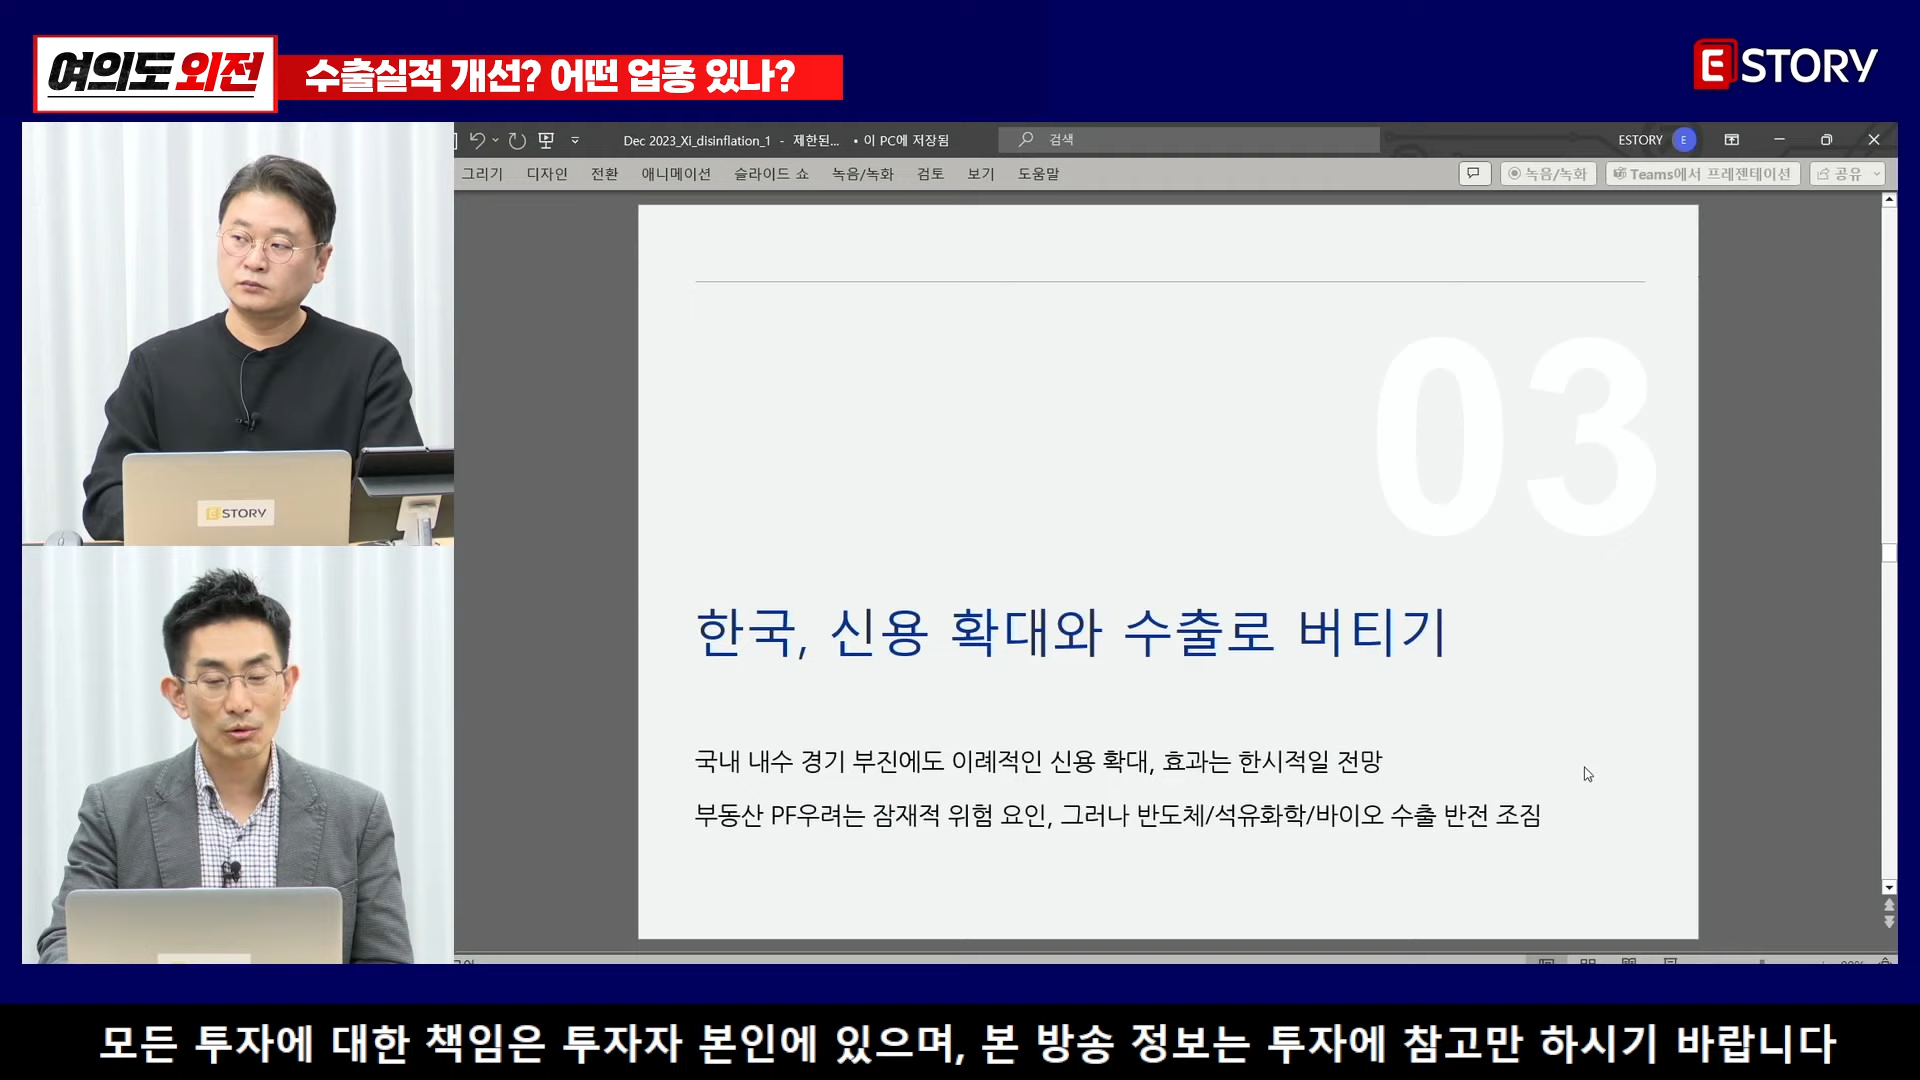 여의도 외전
수출실적 개선? 어떤 업종 있나?
E STORY
Dec 2023_Xi_disinflation_1 - 제한된... • 이 PC에 저장됨
검색
ESTORY E
그리기 디자인 전환 애니메이션 슬라이드 쇼 녹음/녹화 검토 보기 도움말
녹음/녹화 Teams에서 프레젠테이션 공유
03
한국, 신용 확대와 수출로 버티기
국내 내수 경기 부진에도 이례적인 신용 확대, 효과는 한시적일 전망
부동산 PF우려는 잠재적 위험 요인, 그러나 반도체/석유화학/바이오 수출 반전 조짐
E STORY
모든 투자에 대한 책임은 투자자 본인에 있으며, 본 방송 정보는 투자에 참고만 하시기 바랍니다